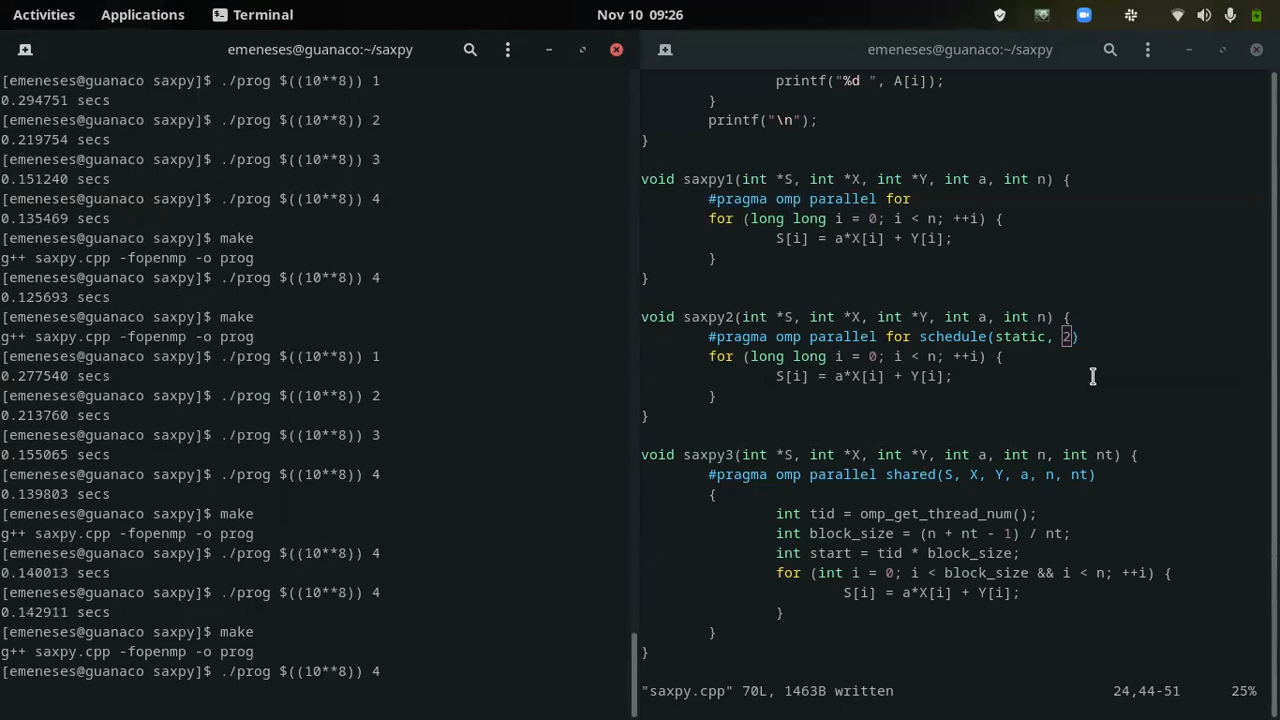 Activities Applications Terminal Nov 10 09:26
emeneses@guanaco:~/saxpy
[emeneses@guanaco saxpy]$ ./prog $((10**8)) 1
0.294751 secs
[emeneses@guanaco saxpy]$ ./prog $((10**8)) 2
0.219754 secs
[emeneses@guanaco saxpy]$ ./prog $((10**8)) 3
0.151240 secs
[emeneses@guanaco saxpy]$ ./prog $((10**8)) 4
0.135469 secs
[emeneses@guanaco saxpy]$ make
g++ saxpy.cpp -fopenmp -o prog
[emeneses@guanaco saxpy]$ ./prog $((10**8)) 4
0.125693 secs
[emeneses@guanaco saxpy]$ make
g++ saxpy.cpp -fopenmp -o prog
[emeneses@guanaco saxpy]$ ./prog $((10**8)) 1
0.277540 secs
[emeneses@guanaco saxpy]$ ./prog $((10**8)) 2
0.213760 secs
[emeneses@guanaco saxpy]$ ./prog $((10**8)) 3
0.155065 secs
[emeneses@guanaco saxpy]$ ./prog $((10**8)) 4
0.139803 secs
[emeneses@guanaco saxpy]$ make
g++ saxpy.cpp -fopenmp -o prog
[emeneses@guanaco saxpy]$ ./prog $((10**8)) 4
0.140013 secs
[emeneses@guanaco saxpy]$ ./prog $((10**8)) 4
0.142911 secs
[emeneses@guanaco saxpy]$ make
g++ saxpy.cpp -fopenmp -o prog
[emeneses@guanaco saxpy]$ ./prog $((10**8)) 4
emeneses@guanaco:~/saxpy
printf("%d ", A[i]);
}
printf("\n");
}
void saxpy1(int *S, int *X, int *Y, int a, int n) {
#pragma omp parallel for
for (long long i = 0; i < n; ++i) {
S[i] = a*X[i] + Y[i];
}
}
void saxpy2(int *S, int *X, int *Y, int a, int n) {
#pragma omp parallel for schedule(static, 2)
for (long long i = 0; i < n; ++i) {
S[i] = a*X[i] + Y[i];
}
}
void saxpy3(int *S, int *X, int *Y, int a, int n, int nt) {
#pragma omp parallel shared(S, X, Y, a, n, nt)
{
int tid = omp_get_thread_num();
int block_size = (n + nt - 1) / nt;
int start = tid * block_size;
for (int i = 0; i < block_size && i < n; ++i) {
S[i] = a*X[i] + Y[i];
}
}
}
"saxpy.cpp" 70L, 1463B written 24,44-51 25%